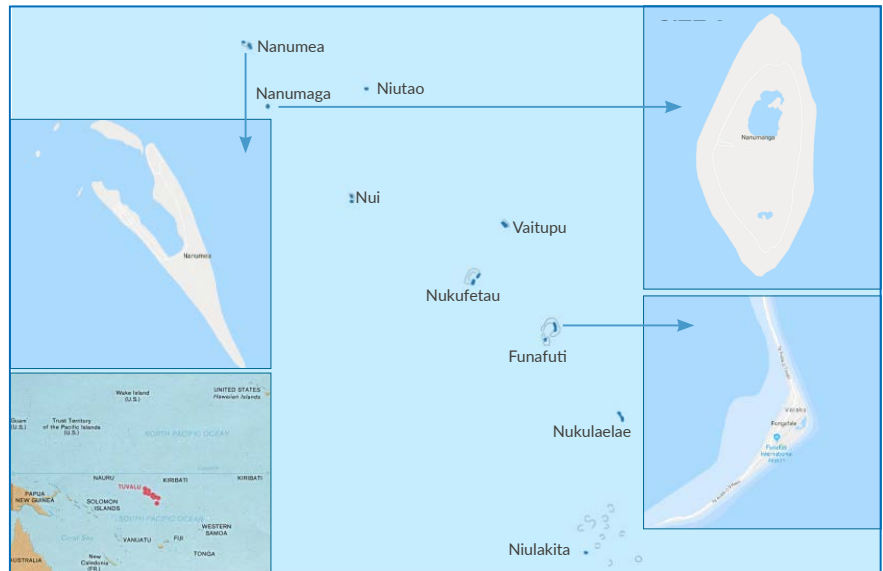 Nanumea
Nanumaga
Niutao
Nui
Vaitupu
Nukufetau
Funafuti
Nukulaelae
Niulakita
Nanumea
Nanumanga
Vaiaku
Fongafale
Funafuti
International
Airport
Wake Island
(U.S.)
UNITED STATES
Hawaiian Islands
Guam
(U.S.)
Trust Territory
of the Pacific Islands
(U.S.)
NORTH PACIFIC OCEAN
NAURU
KIRIBATI
KIRIBATI
TUVALU
PAPUA
NEW GUINEA
SOLOMON
ISLANDS
SOUTH PACIFIC OCEAN
WESTERN
SAMOA
Coral Sea
VANUATU
FIJI
TONGA
New
Caledonia
(FR.)
AUSTRALIA